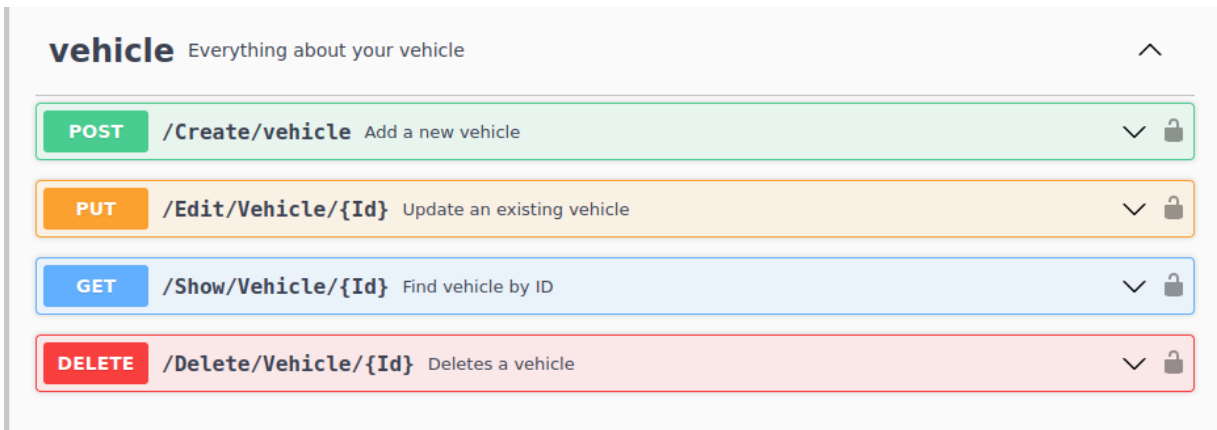 vehicle Everything about your vehicle
POST /Create/vehicle Add a new vehicle
PUT /Edit/Vehicle/{Id} Update an existing vehicle
GET /Show/Vehicle/{Id} Find vehicle by ID
DELETE /Delete/Vehicle/{Id} Deletes a vehicle